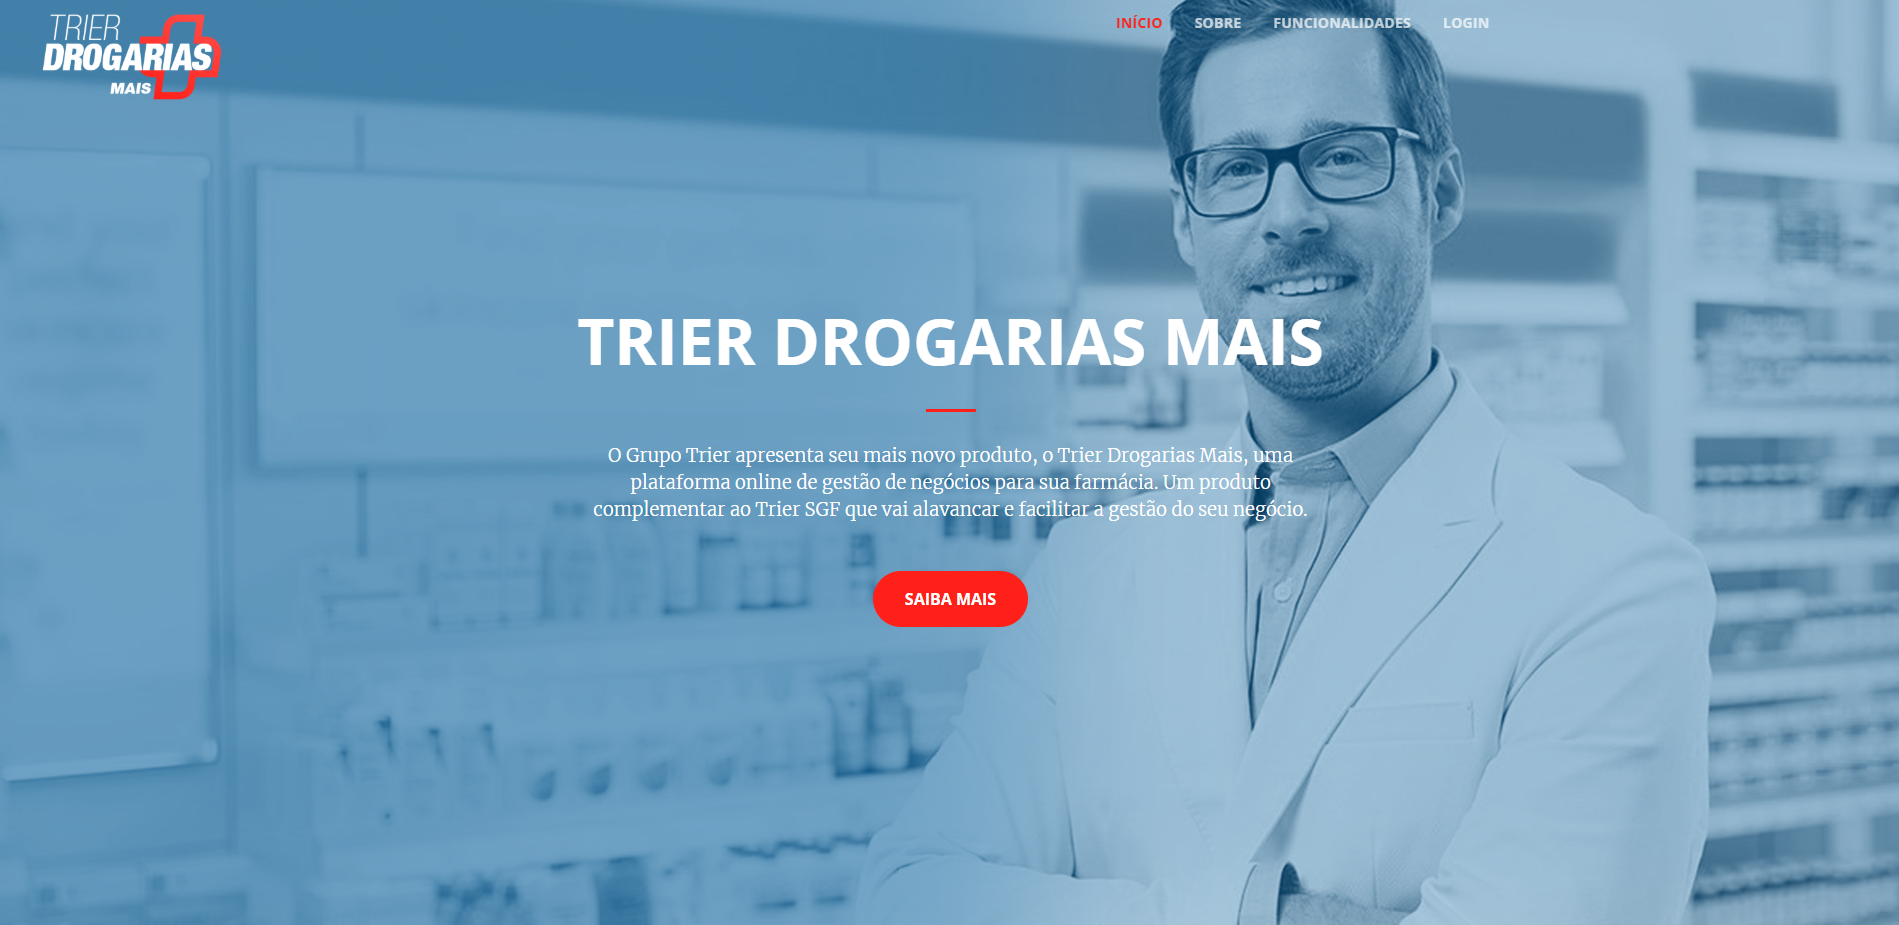 TRIER
DROGARIAS
MAIS
INÍCIO SOBRE FUNCIONALIDADES LOGIN
TRIER DROGARIAS MAIS
O Grupo Trier apresenta seu mais novo produto, o Trier Drogarias Mais, uma
plataforma online de gestão de negócios para sua farmácia. Um produto
complementar ao Trier SGF que vai alavancar e facilitar a gestão do seu negócio.
SAIBA MAIS